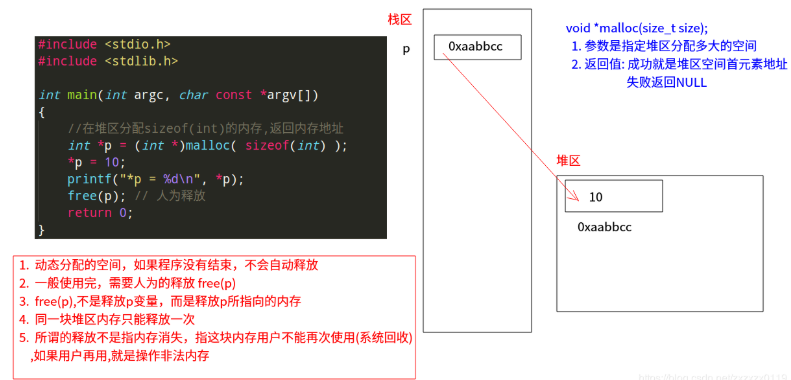 #include <stdio.h>
#include <stdlib.h>
int main(int argc, char const *argv[])
{
//在堆区分配sizeof(int)的内存,返回内存地址
int *p = (int *)malloc( sizeof(int) );
*p = 10;
printf("*p = %d\n", *p);
free(p); // 人为释放
return 0;
}
栈区
p
0xaabbcc
void *malloc(size_t size);
1. 参数是指定堆区分配多大的空间
2. 返回值: 成功就是堆区空间首元素地址
失败返回NULL
堆区
10
0xaabbcc
1. 动态分配的空间，如果程序没有结束，不会自动释放
2. 一般使用完，需要人为的释放 free(p)
3. free(p),不是释放p变量，而是释放p所指向的内存
4. 同一块堆区内存只能释放一次
5. 所谓的释放不是指内存消失，指这块内存用户不能再次使用(系统回收)
,如果用户再用,就是操作非法内存